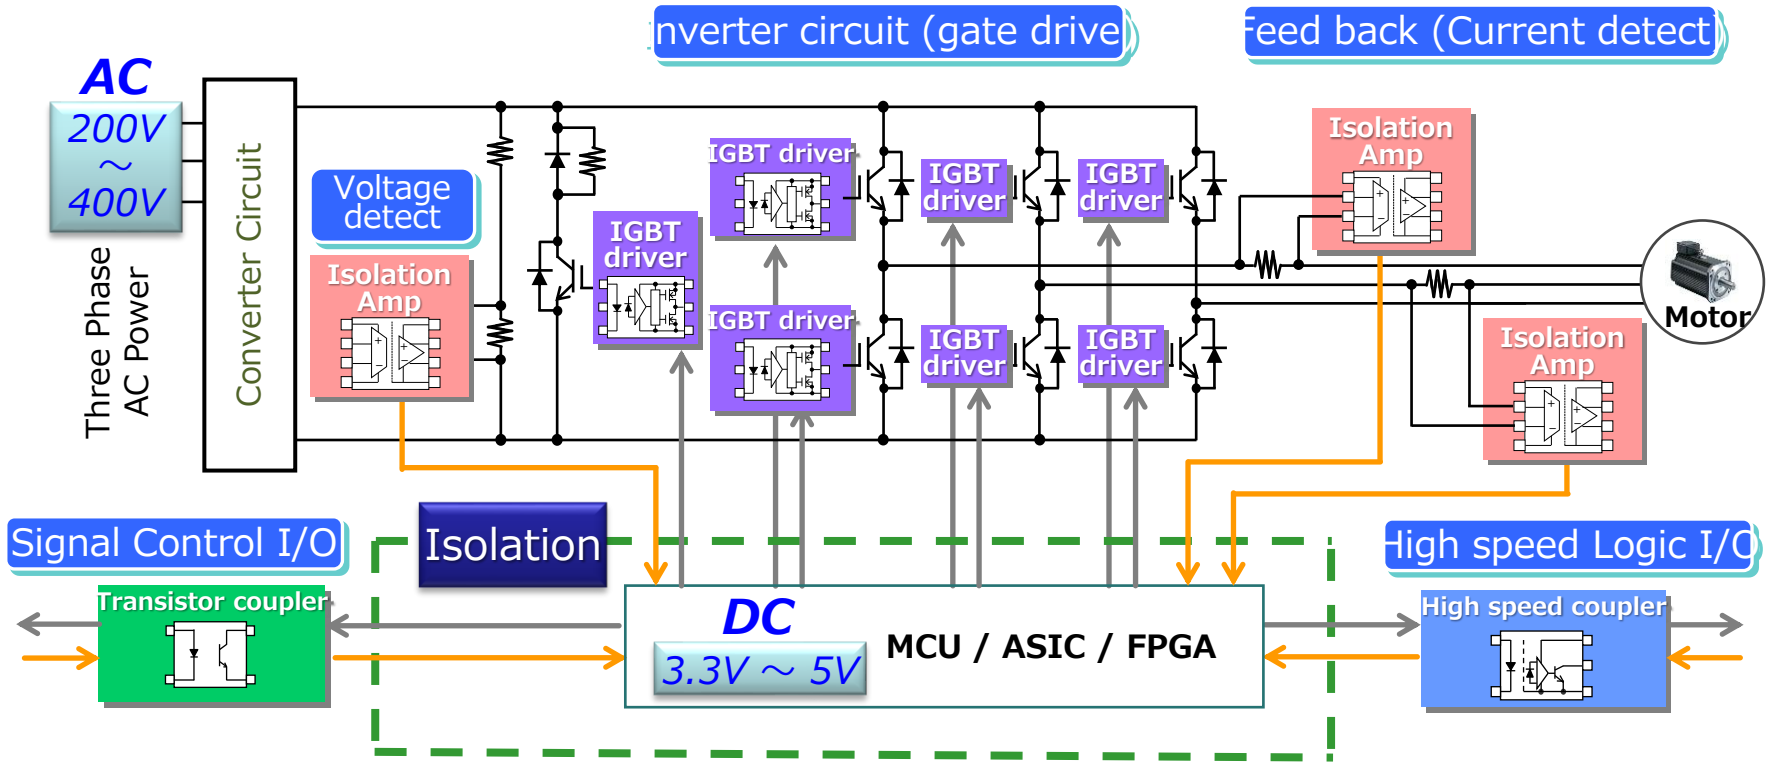 nverter circuit (gate drive
Feed back (Current detect
AC
200V
～
400V
Three Phase
AC Power
Converter Circuit
Voltage
detect
Isolation
Amp
IGBT
driver
IGBT driver
IGBT driver
IGBT
driver
IGBT
driver
IGBT
driver
IGBT
driver
Isolation
Amp
Motor
Isolation
Amp
Signal Control I/O
Isolation
High speed Logic I/O
Transistor coupler
DC
3.3V ～ 5V
MCU / ASIC / FPGA
High speed coupler